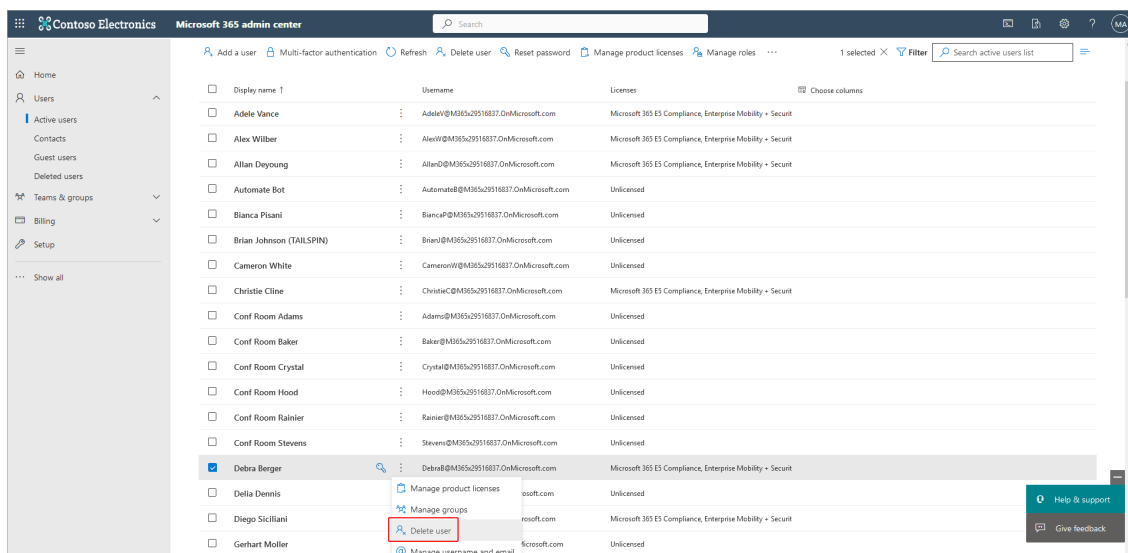 Contoso Electronics Microsoft 365 admin center Search ? MA
Add a user Multi-factor authentication Refresh Delete user Reset password Manage product licenses Manage roles ··· 1 selected Filter Search active users list
Home
Users
Active users
Contacts
Guest users
Deleted users
Teams & groups
Billing
Setup
··· Show all
Display name ↑ Username Licenses Choose columns
Adele Vance AdeleV@M365x29516837.OnMicrosoft.com Microsoft 365 E5 Compliance, Enterprise Mobility + Securit
Alex Wilber AlexW@M365x29516837.OnMicrosoft.com Microsoft 365 E5 Compliance, Enterprise Mobility + Securit
Allan Deyoung AllanD@M365x29516837.OnMicrosoft.com Microsoft 365 E5 Compliance, Enterprise Mobility + Securit
Automate Bot AutomateB@M365x29516837.OnMicrosoft.com Unlicensed
Bianca Pisani BiancaP@M365x29516837.OnMicrosoft.com Unlicensed
Brian Johnson (TAILSPIN) BrianJ@M365x29516837.OnMicrosoft.com Unlicensed
Cameron White CameronW@M365x29516837.OnMicrosoft.com Unlicensed
Christie Cline ChristieC@M365x29516837.OnMicrosoft.com Microsoft 365 E5 Compliance, Enterprise Mobility + Securit
Conf Room Adams Adams@M365x29516837.OnMicrosoft.com Unlicensed
Conf Room Baker Baker@M365x29516837.OnMicrosoft.com Unlicensed
Conf Room Crystal Crystal@M365x29516837.OnMicrosoft.com Unlicensed
Conf Room Hood Hood@M365x29516837.OnMicrosoft.com Unlicensed
Conf Room Rainier Rainier@M365x29516837.OnMicrosoft.com Unlicensed
Conf Room Stevens Stevens@M365x29516837.OnMicrosoft.com Unlicensed
Debra Berger DebraB@M365x29516837.OnMicrosoft.com Microsoft 365 E5 Compliance, Enterprise Mobility + Securit
Delia Dennis rosoft.com Unlicensed
Diego Siciliani rosoft.com Microsoft 365 E5 Compliance, Enterprise Mobility + Securit
Gerhart Moller Microsoft.com Unlicensed
Manage product licenses
Manage groups
Delete user
Manage username and email
Help & support
Give feedback